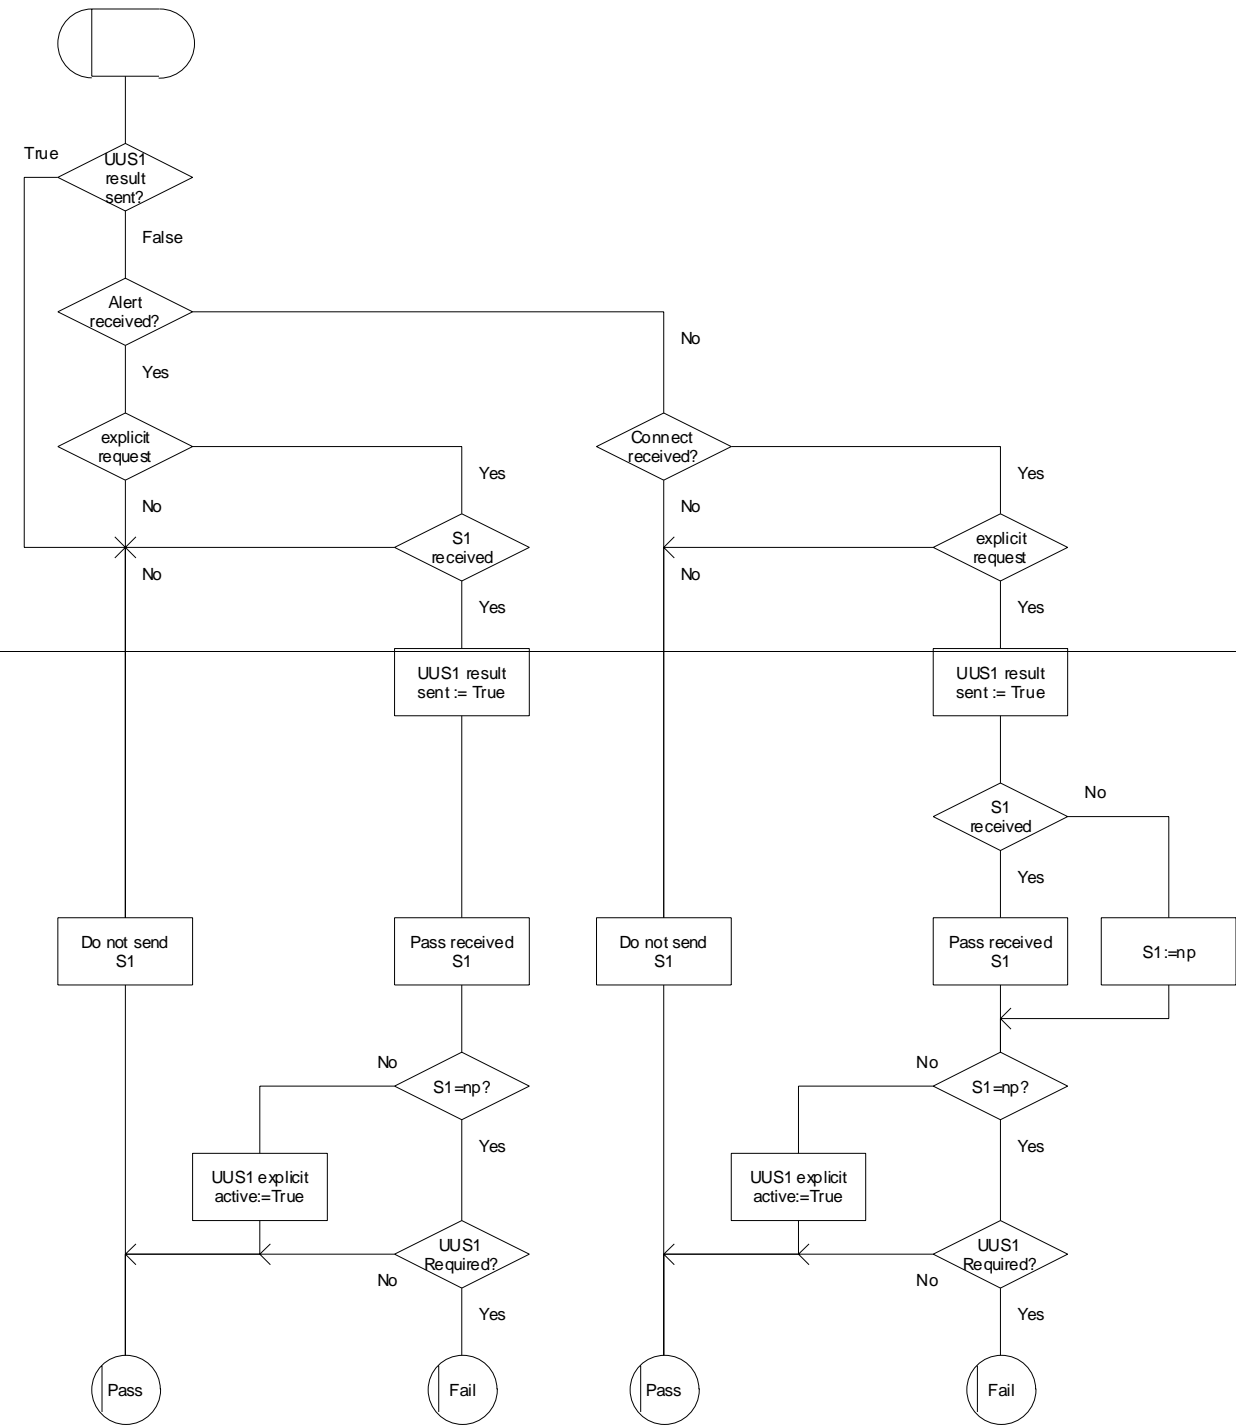 True
UUS1
result
sent?
False
Alert
received?
No
Yes
explicit
request
Connect
received?
Yes
Yes
No
No
S1
received
explicit
request
No
No
Yes
Yes
UUS1 result
sent := True
UUS1 result
sent := True
No
S1
received
Yes
Do not send
S1
Pass received
S1
Do not send
S1
Pass received
S1
S1:=np
No
S1=np?
No
S1=np?
Yes
Yes
UUS1 explicit
active:=True
UUS1 explicit
active:=True
UUS1
Required?
UUS1
Required?
No
No
Yes
Yes
Pass
Fail
Pass
Fail